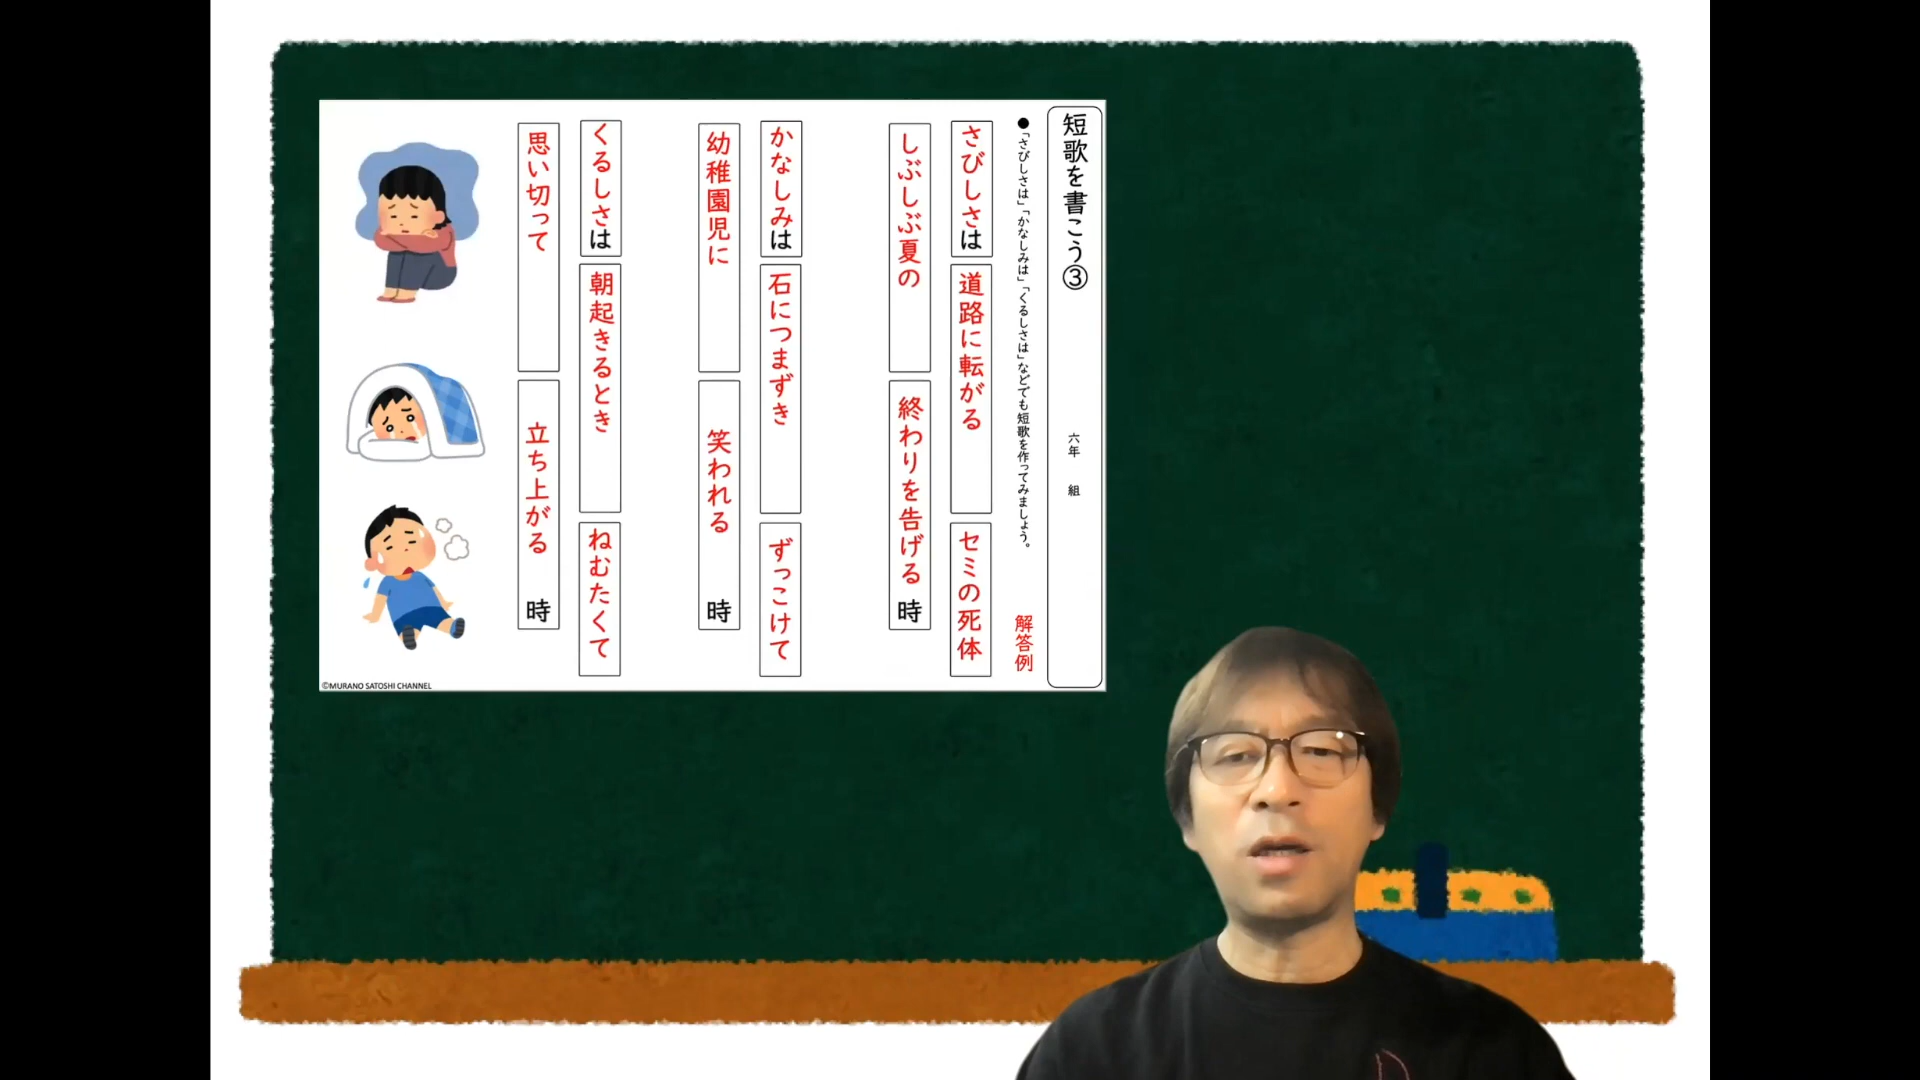 短歌を書こう③
六年 組
●「さびしさは」「かなしみは」「くるしさは」などでも短歌を作ってみましょう。
解答例
さびしさは
道路に転がる
セミの死体
しぶしぶ夏の
終わりを告げる 時
かなしみは
石につまずき
ずっこけて
幼稚園児に
笑われる 時
くるしさは
朝起きるとき
ねむたくて
思い切って
立ち上がる 時
©MURANO SATOSHI CHANNEL